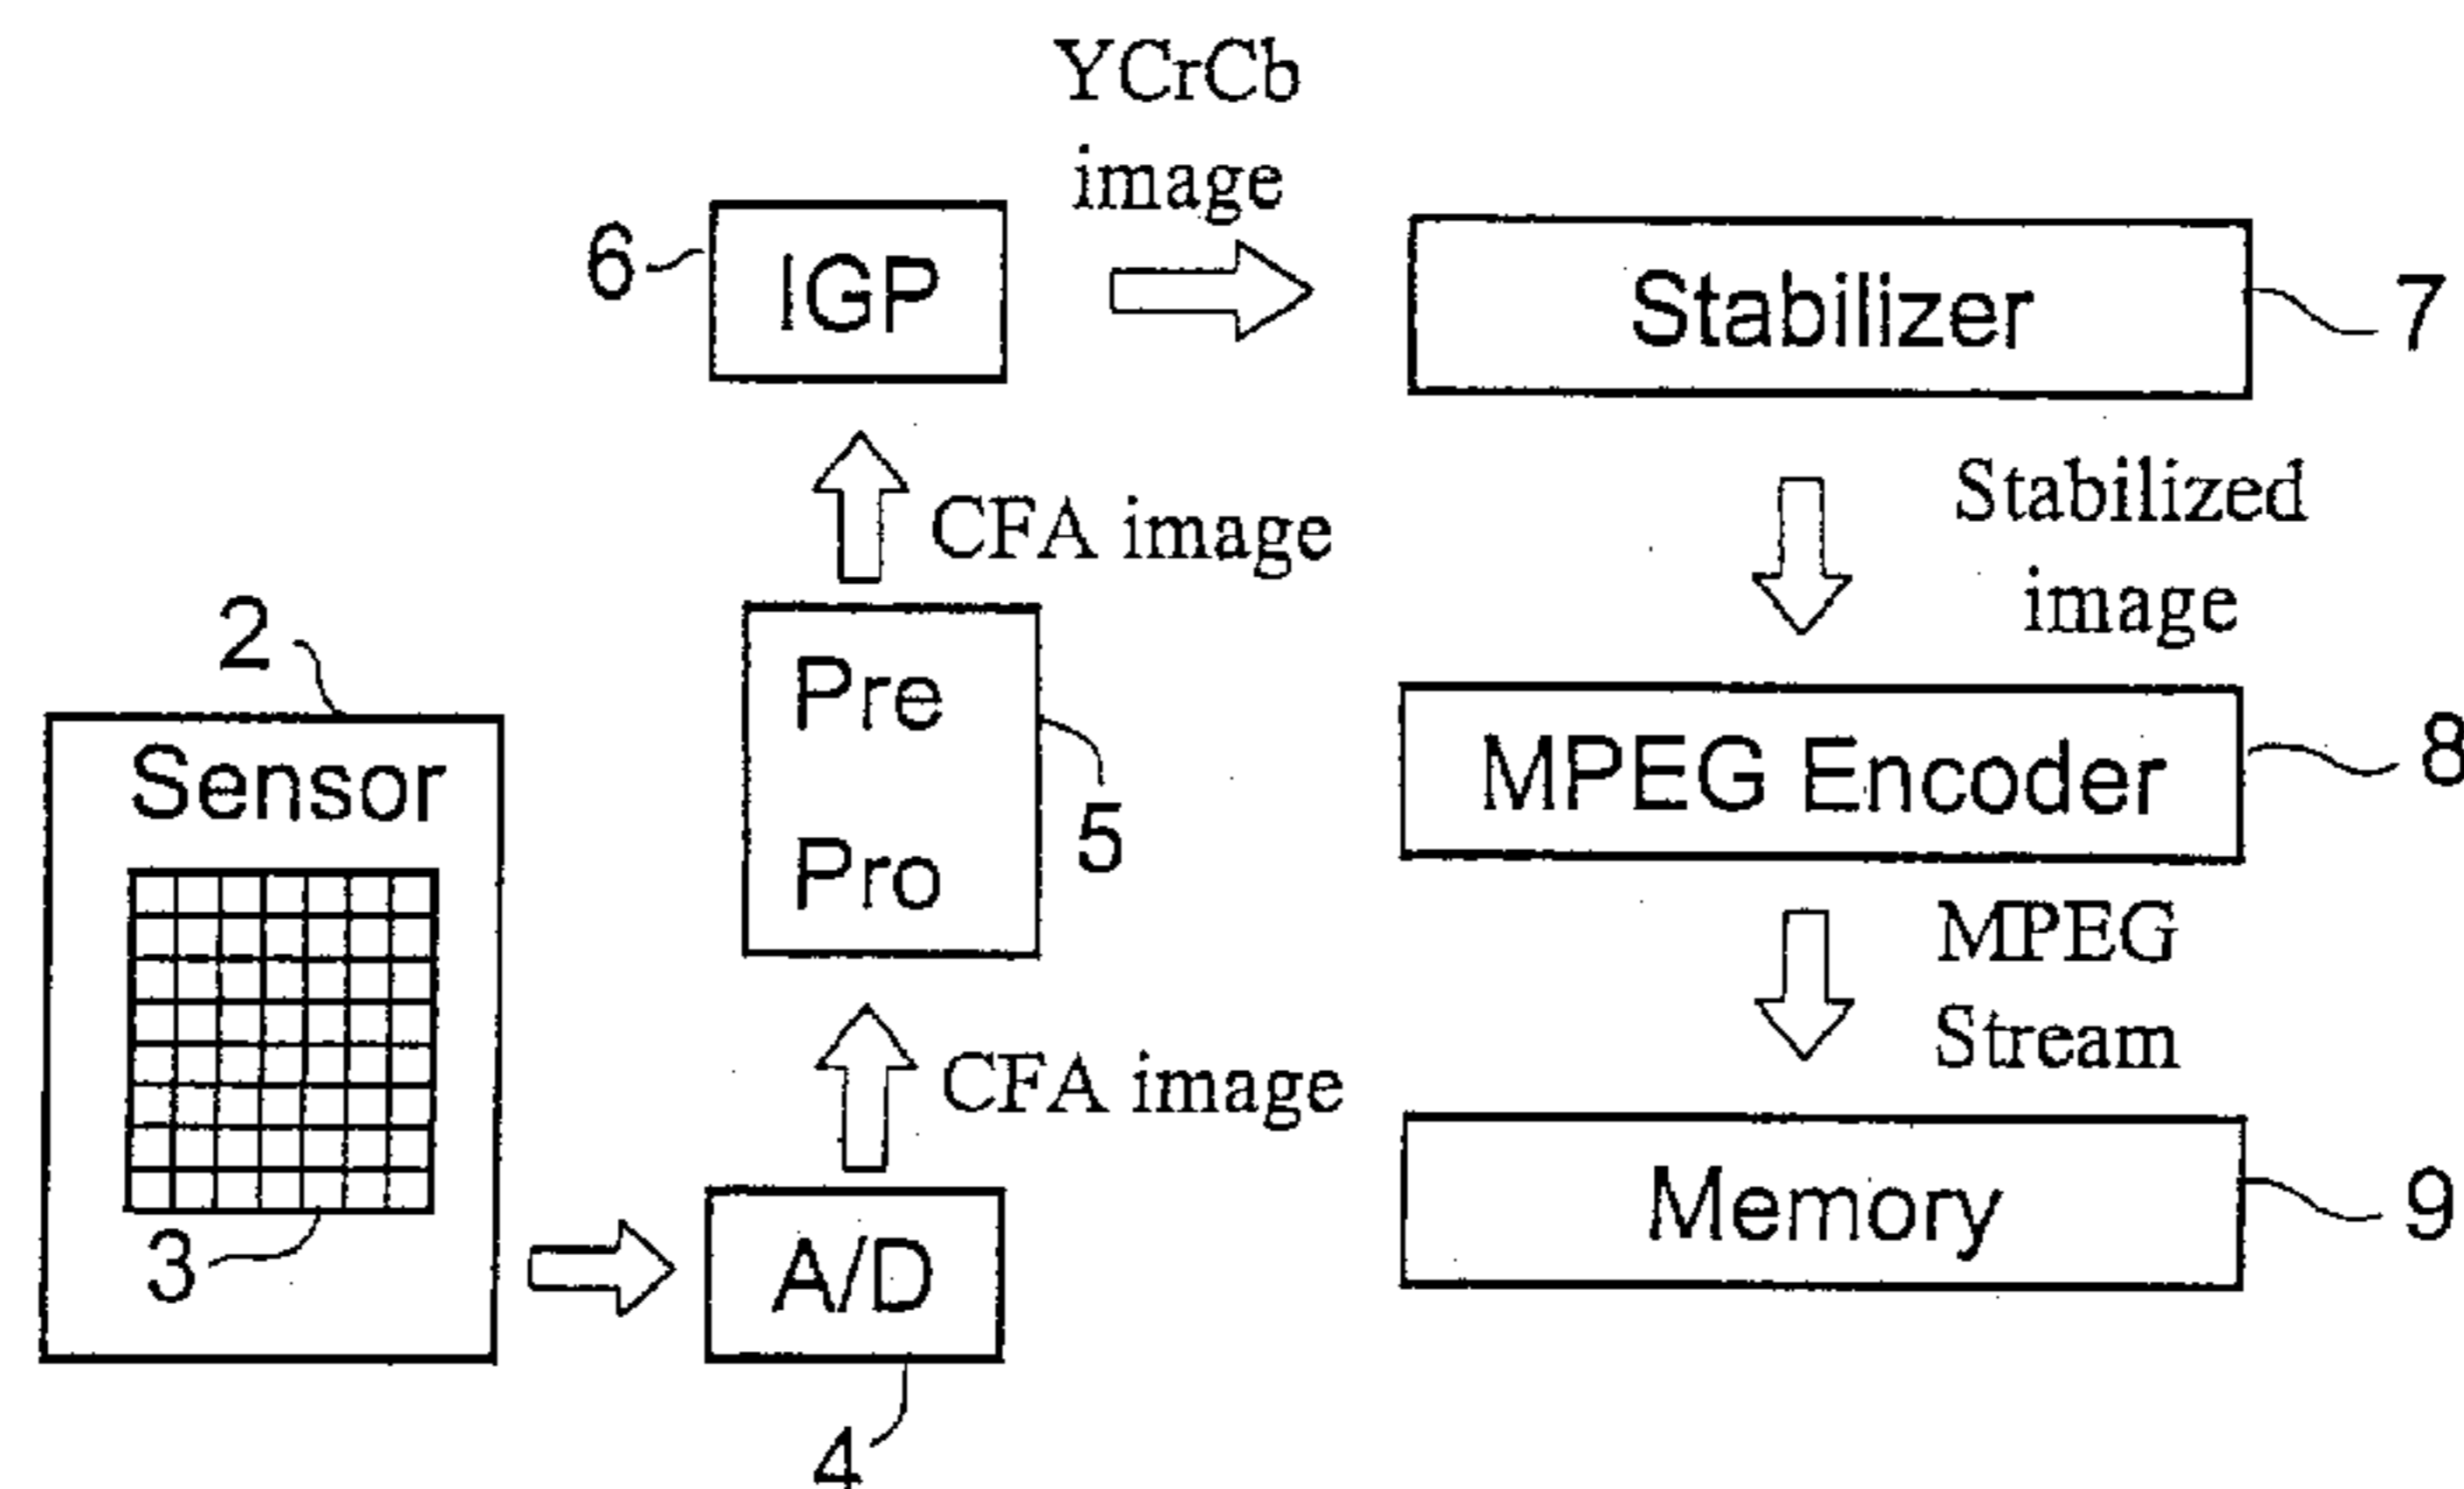 YCrCb
image
6
IGP
Stabilizer
7
CFA image
Stabilized
image
2
Sensor
Pre
Pro
5
MPEG Encoder
8
MPEG
Stream
CFA image
3
A/D
4
Memory
9